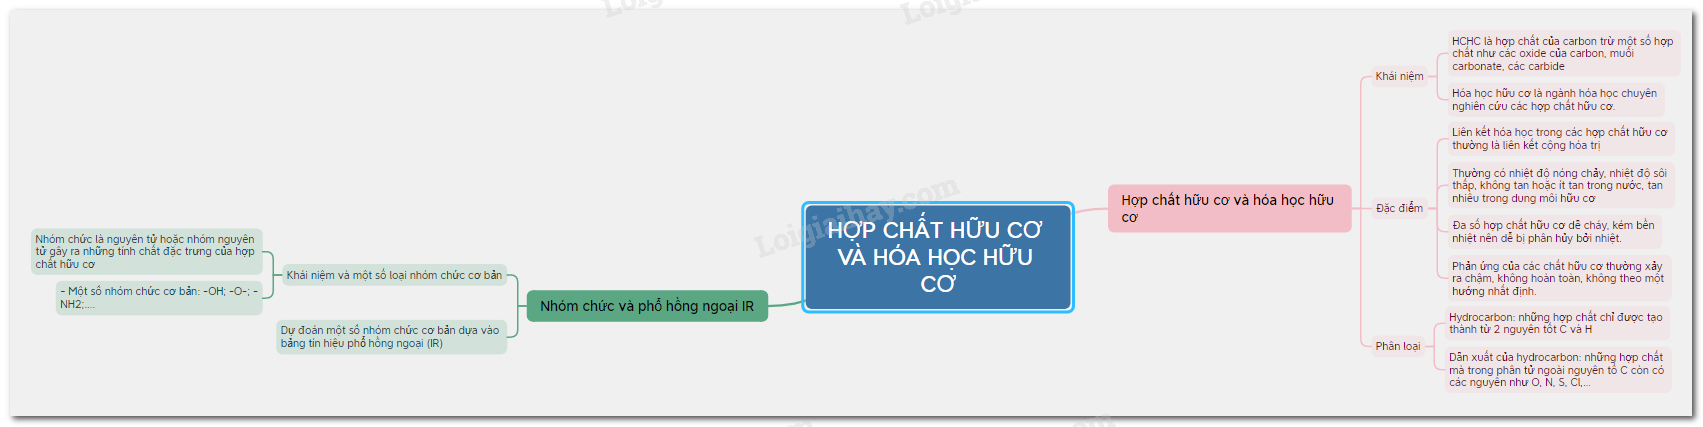 HỢP CHẤT HỮU CƠ
VÀ HÓA HỌC HỮU
CƠ
Hợp chất hữu cơ và hóa học hữu
cơ
Khái niệm
HCHC là hợp chất của carbon trừ một số hợp
chất như các oxide của carbon, muối
carbonate, các carbide
Hóa học hữu cơ là ngành hóa học chuyên
nghiên cứu các hợp chất hữu cơ.
Đặc điểm
Liên kết hóa học trong các hợp chất hữu cơ
thường là liên kết cộng hóa trị
Thường có nhiệt độ nóng chảy, nhiệt độ sôi
thấp, không tan hoặc ít tan trong nước, tan
nhiều trong dung môi hữu cơ
Đa số hợp chất hữu cơ dễ cháy, kém bền
nhiệt nên dễ bị phân hủy bởi nhiệt.
Phản ứng của các chất hữu cơ thường xảy
ra chậm, không hoàn toàn, không theo một
hướng nhất định.
Phân loại
Hydrocarbon: những hợp chất chỉ được tạo
thành từ 2 nguyên tốt C và H
Dẫn xuất của hydrocarbon: những hợp chất
mà trong phân tử ngoài nguyên tố C còn có
các nguyên như O, N, S, Cl,...
Nhóm chức và phổ hồng ngoại IR
Khái niệm và một số loại nhóm chức cơ bản
Nhóm chức là nguyên tử hoặc nhóm nguyên
tử gây ra những tính chất đặc trưng của hợp
chất hữu cơ
- Một số nhóm chức cơ bản: -OH; -O-; -
NH2;....
Dự đoán một số nhóm chức cơ bản dựa vào
bảng tín hiệu phổ hồng ngoại (IR)
Loigiaihay.com